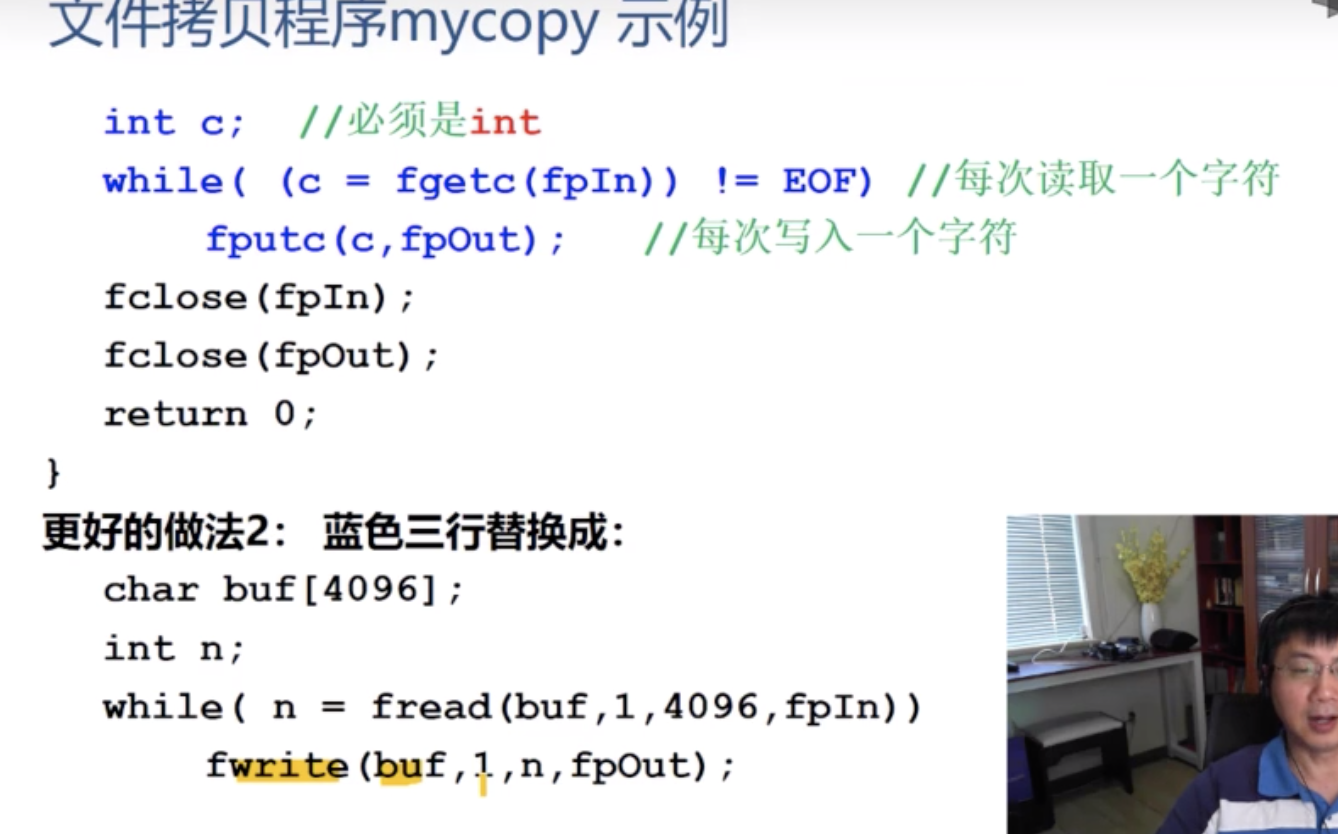 文件拷贝程序mycopy 示例
int c; //必须是int
while( (c = fgetc(fpIn)) != EOF) //每次读取一个字符
fputc(c,fpOut); //每次写入一个字符
fclose(fpIn);
fclose(fpOut);
return 0;
}
更好的做法2： 蓝色三行替换成：
char buf[4096];
int n;
while( n = fread(buf,1,4096,fpIn))
fwrite(buf,1,n,fpOut);